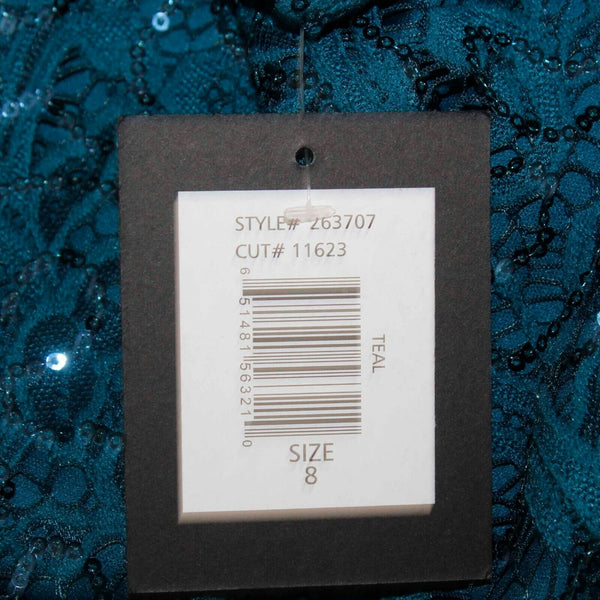 STYLE# 263707
CUT# 11623
6 51481 56321 0
TEAL
SIZE
8